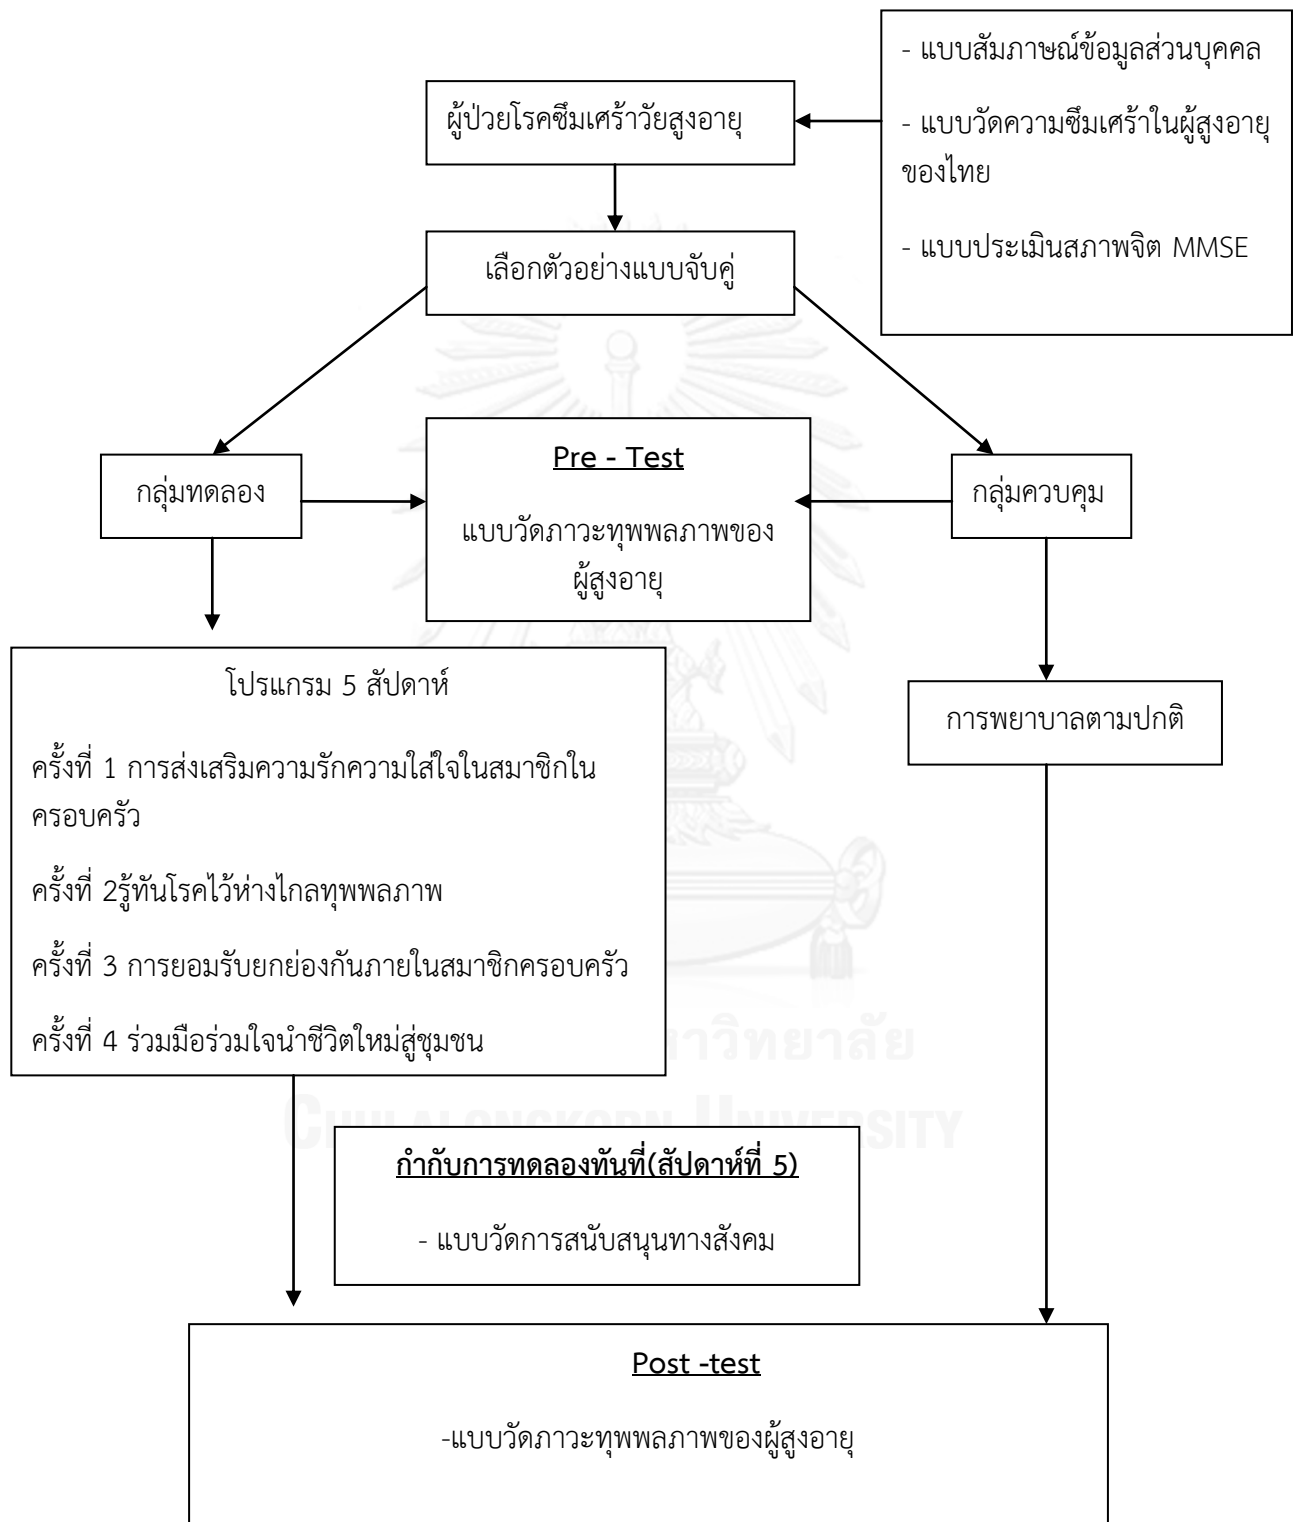 - แบบสัมภาษณ์ข้อมูลส่วนบุคคล
- แบบวัดความซึมเศร้าในผู้สูงอายุ
ของไทย
- แบบประเมินสภาพจิต MMSE
ผู้ป่วยโรคซึมเศร้าวัยสูงอายุ
เลือกตัวอย่างแบบจับคู่
กลุ่มทดลอง
Pre - Test
แบบวัดภาวะทุพพลภาพของ
ผู้สูงอายุ
กลุ่มควบคุม
โปรแกรม 5 สัปดาห์
ครั้งที่ 1 การส่งเสริมความรักความใส่ใจในสมาชิกใน
ครอบครัว
ครั้งที่ 2รู้ทันโรคไว้ห่างไกลทุพพลภาพ
ครั้งที่ 3 การยอมรับยกย่องกันภายในสมาชิกครอบครัว
ครั้งที่ 4 ร่วมมือร่วมใจนำชีวิตใหม่สู่ชุมชน
การพยาบาลตามปกติ
าวิทยาลัย
CHULALONGKORN UNIVERSITY
กำกับการทดลองทันที่(สัปดาห์ที่ 5)
- แบบวัดการสนับสนุนทางสังคม
Post -test
-แบบวัดภาวะทุพพลภาพของผู้สูงอายุ